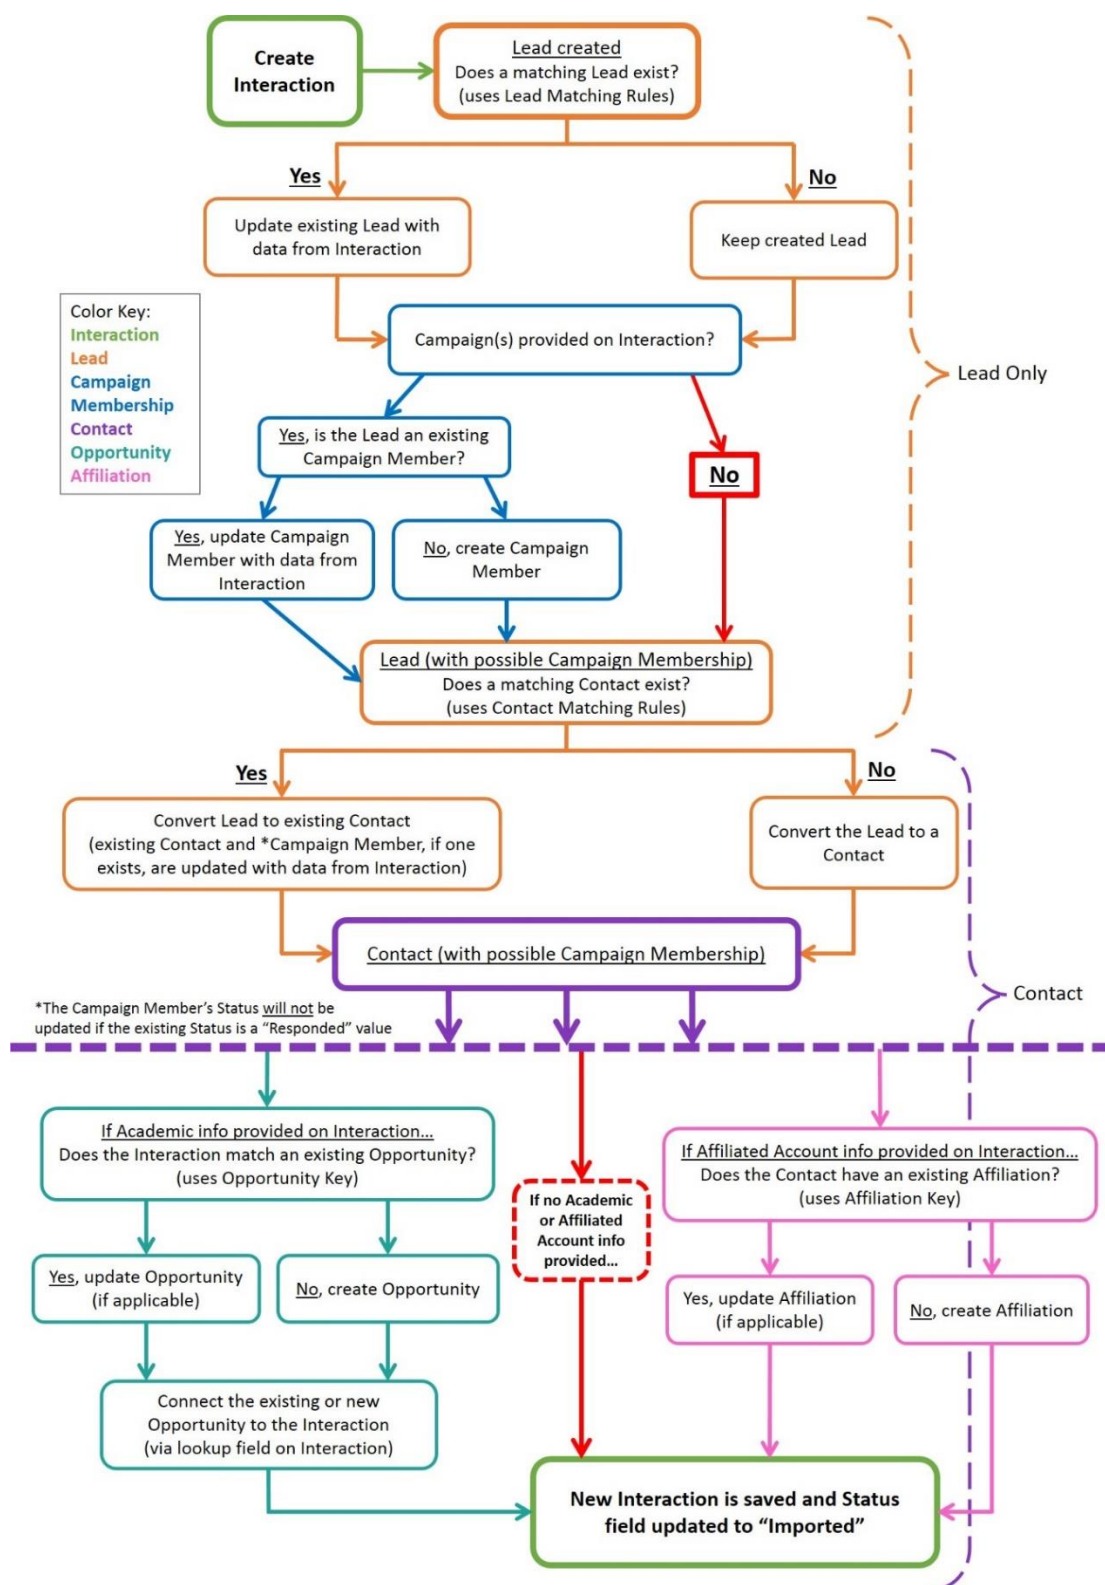 Create
Interaction
Lead created
Does a matching Lead exist?
(uses Lead Matching Rules)
Yes
No
Update existing Lead with
data from Interaction
Keep created Lead
Color Key:
Interaction
Lead
Campaign
Membership
Contact
Opportunity
Affiliation
Campaign(s) provided on Interaction?
Lead Only
Yes, is the Lead an existing
Campaign Member?
No
Yes, update Campaign
Member with data from
Interaction
No, create Campaign
Member
Lead (with possible Campaign Membership)
Does a matching Contact exist?
(uses Contact Matching Rules)
Yes
No
Convert Lead to existing Contact
(existing Contact and *Campaign Member, if one
exists, are updated with data from Interaction)
Convert the Lead to a
Contact
Contact (with possible Campaign Membership)
Contact
*The Campaign Member’s Status will not be
updated if the existing Status is a “Responded” value
If Academic info provided on Interaction...
Does the Interaction match an existing Opportunity?
(uses Opportunity Key)
If no Academic
or Affiliated
Account info
provided...
If Affiliated Account info provided on Interaction...
Does the Contact have an existing Affiliation?
(uses Affiliation Key)
Yes, update Opportunity
(if applicable)
No, create Opportunity
Yes, update Affiliation
(if applicable)
No, create Affiliation
Connect the existing or new
Opportunity to the Interaction
(via lookup field on Interaction)
New Interaction is saved and Status
field updated to “Imported”